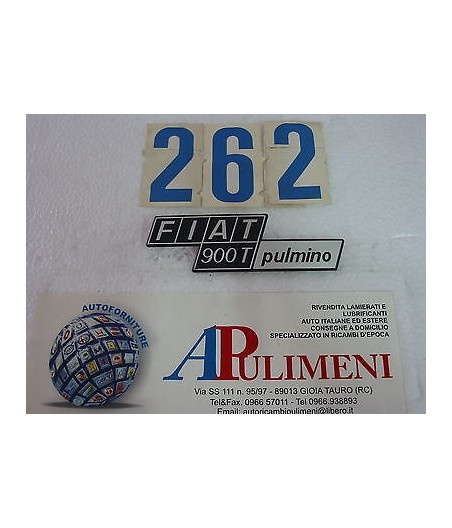 262
FIAT
900T pulmino
AUTOFORNITURE
RIVENDITA LAMIERATI E
LUBRIFICANTI
AUTO ITALIANE ED ESTERE
CONSEGNE A DOMICILIO
SPECIALIZZATO IN RICAMBI D'EPOCA
APULIMENI
Via SS 111 n. 95/97 - 89013 GIOIA TAURO (RC)
Tel&Fax. 0966 57011 - Tel 0966.938893
Email: autoricambipulimeni@libero.it